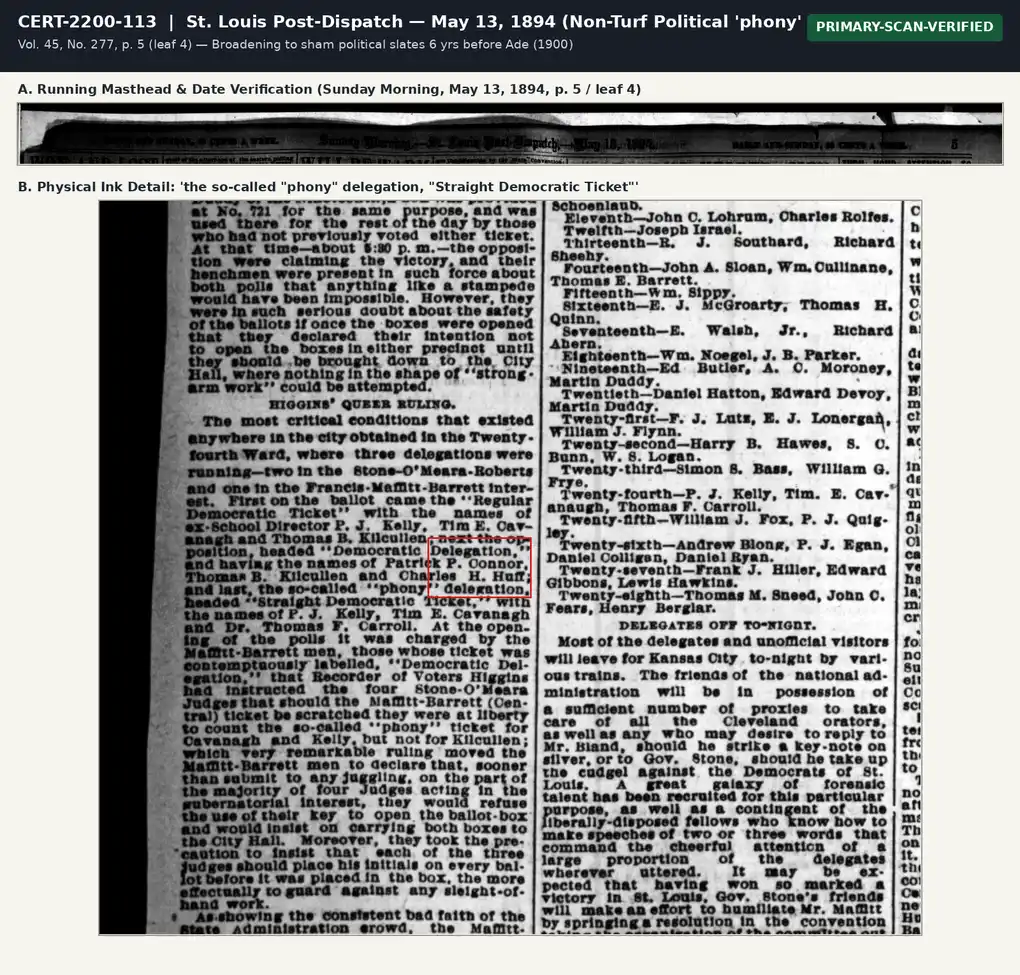 CERT-2200-113 | St. Louis Post-Dispatch — May 13, 1894 (Non-Turf Political 'phony'
PRIMARY-SCAN-VERIFIED
Vol. 45, No. 277, p. 5 (leaf 4) — Broadening to sham political slates 6 yrs before Ade (1900)
A. Running Masthead & Date Verification (Sunday Morning, May 13, 1894, p. 5 / leaf 4)
Sunday Morning, St. Louis Post-Dispatch, May 13, 1894.
5
B. Physical Ink Detail: 'the so-called "phony" delegation, "Straight Democratic Ticket"'
at No. 721 for the same purpose, and was
used there for the rest of the day by those
who had not previously voted either ticket.
At that time—about 5:30 p. m.—the opposi-
tion were claiming the victory, and their
henchmen were present in such force about
both polls that anything like a stampede
would have been impossible. However, they
were in such serious doubt about the safety
of the ballots if once the boxes were opened
that they declared their intention not
to open the boxes in either precinct until
they should be brought down to the City
Hall, where nothing in the shape of "strong-
arm work" could be attempted.
HIGGINS' QUEER RULING.
The most critical conditions that existed
anywhere in the city obtained in the Twenty-
fourth Ward, where three delegations were
running—two in the Stone-O'Meara-Roberts
and one in the Francis-Maffitt-Barrett inter-
est. First on the ballot came the "Regular
Democratic Ticket" with the names of
ex-School Director P. J. Kelly, Tim E. Cav-
anagh and Thomas B. Kilcullen, next the op-
position, headed "Democratic Delegation,"
and having the names of Patrick P. Connor,
Thomas B. Kilcullen and Charles H. Huff;
and last, the so-called "phony" delegation,
headed "Straight Democratic Ticket," with
the names of P. J. Kelly, Tim E. Cavanagh
and Dr. Thomas F. Carroll. At the open-
ing of the polls it was charged by the
Maffitt-Barrett men, those whose ticket was
contemptuously labelled, "Democratic Del-
egation," that Recorder of Voters Higgins
had instructed the four Stone-O'Meara
Judges that should the Maffitt-Barrett (Cen-
tral) ticket be scratched they were at liberty
to count the so-called "phony" ticket for
Cavanagh and Kelly, but not for Kilcullen;
which very remarkable ruling moved the
Maffitt-Barrett men to declare that, sooner
than submit to any juggling, on the part of
the majority of four Judges acting in the
gubernatorial interest, they would refuse
the use of their key to open the ballot-box
and would insist on carrying both boxes to
the City Hall. Moreover, they took the pre-
caution to insist that each of the three
judges should place his initials on every bal-
lot before it was placed in the box, the more
effectually to guard against any sleight-of-
hand work.
As showing the consistent bad faith of the
State Administration crowd, the Maffitt-
Schoenlaub.
Eleventh—John C. Lohrum, Charles Rolfes.
Twelfth—Joseph Israel.
Thirteenth—R. J. Southard, Richard
Sheehy.
Fourteenth—John A. Sloan, Wm. Cullinane,
Thomas E. Barrett.
Fifteenth—Wm. Sippy.
Sixteenth—E. J. McGroarty, Thomas H.
Quinn.
Seventeenth—E. Walsh, Jr., Richard
Ahern.
Eighteenth—Wm. Noegel, J. B. Parker.
Nineteenth—Ed Butler, A. C. Moroney,
Martin Duddy.
Twentieth—Daniel Hatton, Edward Devoy,
Martin Duddy.
Twenty-first—F. J. Lutz, E. J. Lonergan,
William J. Flynn.
Twenty-second—Harry B. Hawes, S. C.
Bunn, W. S. Logan.
Twenty-third—Simon S. Bass, William G.
Frye.
Twenty-fourth—P. J. Kelly, Tim. E. Cav-
anaugh, Thomas F. Carroll.
Twenty-fifth—William J. Fox, P. J. Quig-
ley.
Twenty-sixth—Andrew Blong, P. J. Egan,
Daniel Colligan, Daniel Ryan.
Twenty-seventh—Frank J. Hiller, Edward
Gibbons, Lewis Hawkins.
Twenty-eighth—Thomas M. Sneed, John C.
Fears, Henry Berglar.
DELEGATES OFF TO-NIGHT.
Most of the delegates and unofficial visitors
will leave for Kansas City to-night by vari-
ous trains. The friends of the national ad-
ministration will be in possession of
a sufficient number of proxies to take
care of all the Cleveland orators,
as well as any who may desire to reply to
Mr. Bland, should he strike a key-note on
silver, or to Gov. Stone, should he take up
the cudgel against the Democrats of St.
Louis. A great galaxy of forensic
talent has been recruited for this particular
purpose, as well as a contingent of the
liberally-disposed fellows who know how to
make speeches of two or three words that
command the cheerful attention of a
large proportion of the delegates
wherever uttered. It may be ex-
pected that having won so marked a
victory in St. Louis, Gov. Stone's friends
will make an effort to humiliate Mr. Maffitt
by springing a resolution in the convention